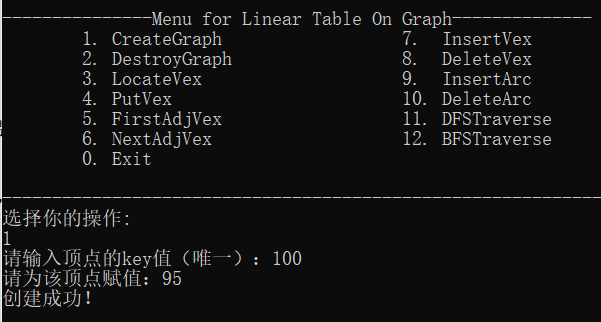 ---------------Menu for Linear Table On Graph--------------
1. CreateGraph 7. InsertVex
2. DestroyGraph 8. DeleteVex
3. LocateVex 9. InsertArc
4. PutVex 10. DeleteArc
5. FirstAdjVex 11. DFSTraverse
6. NextAdjVex 12. BFSTraverse
0. Exit
------------------------------------------------------------
选择你的操作:
1
请输入顶点的key值（唯一）：100
请为该顶点赋值：95
创建成功！